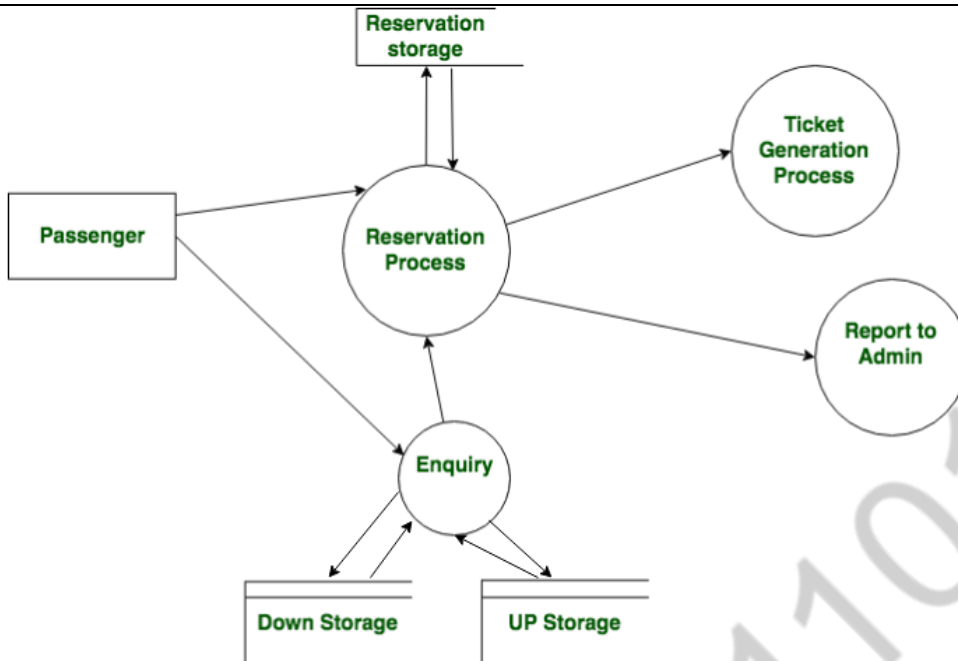 Reservation
storage
Ticket
Generation
Process
Passenger
Reservation
Process
Report to
Admin
Enquiry
Down Storage
UP Storage